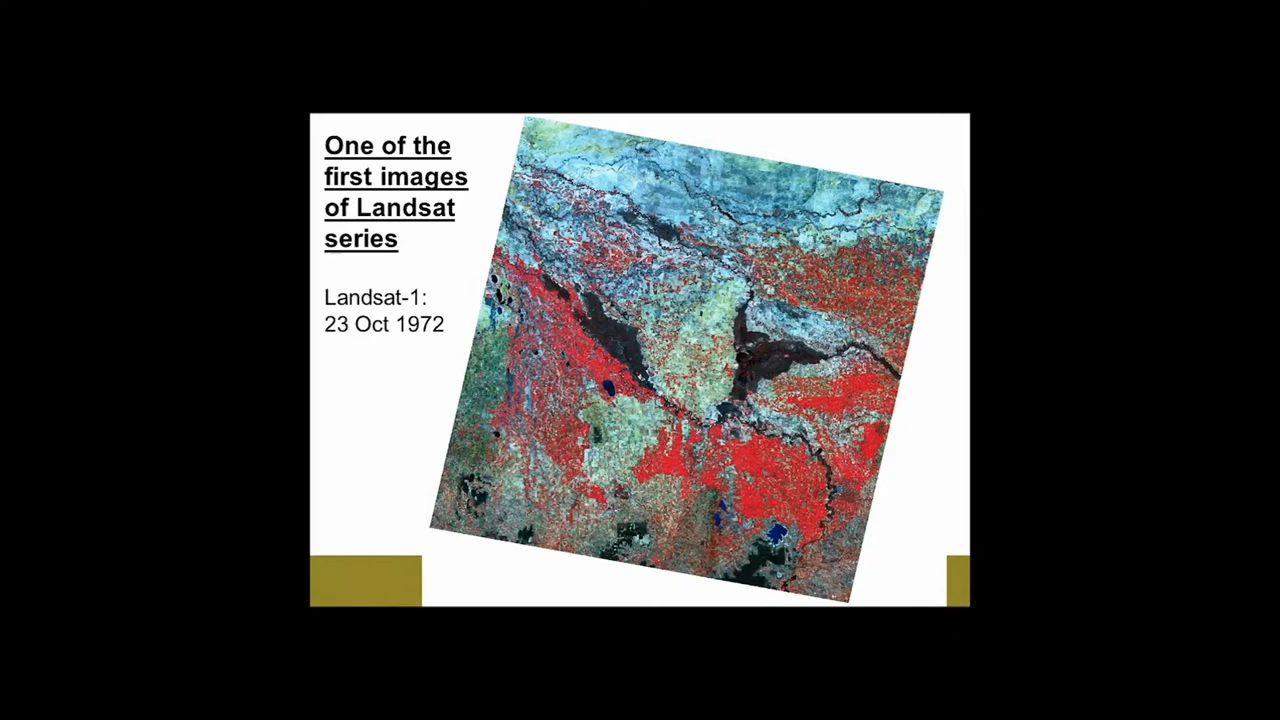 One of the
first images
of Landsat
series
Landsat-1:
23 Oct 1972